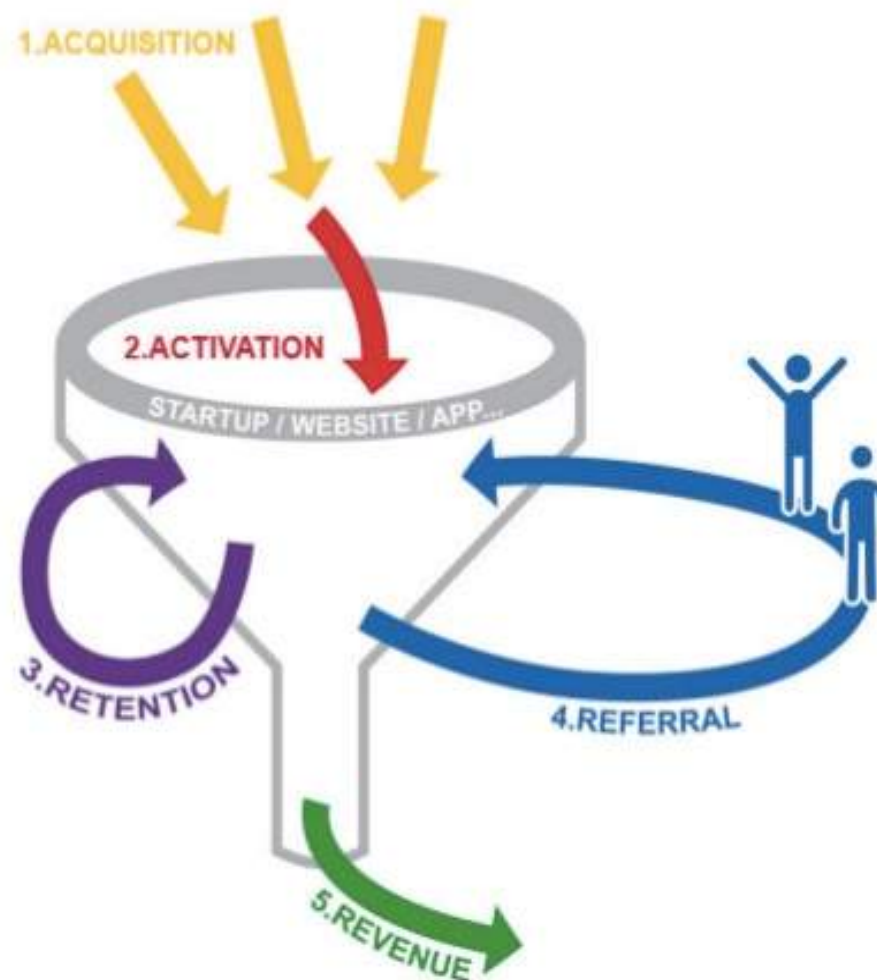 1.ACQUISITION
2.ACTIVATION
STARTUP / WEBSITE / APP...
3.RETENTION
4.REFERRAL
5.REVENUE